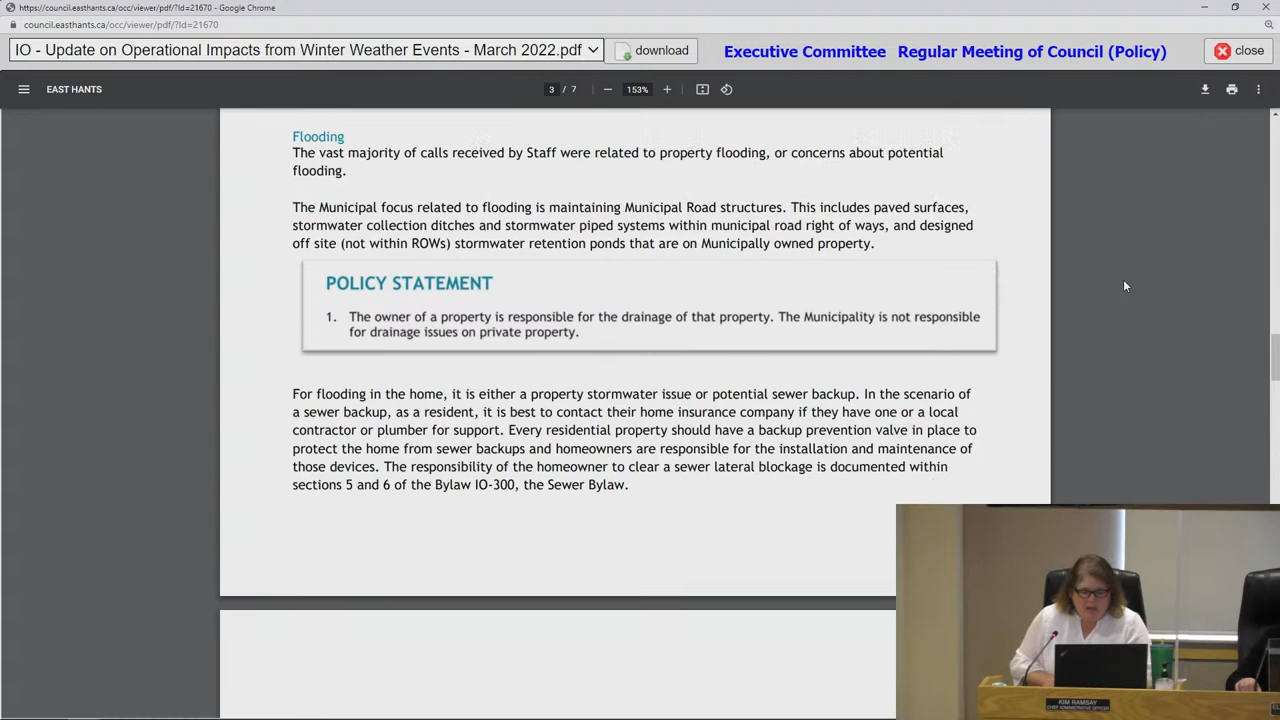 https://council.easthants.ca/occ/viewer/pdf/?Id=21670 - Google Chrome
council.easthants.ca/occ/viewer/pdf/?Id=21670
IO - Update on Operational Impacts from Winter Weather Events - March 2022.pdf download Executive Committee Regular Meeting of Council (Policy) close
EAST HANTS 3 / 7 153%
Flooding
The vast majority of calls received by Staff were related to property flooding, or concerns about potential
flooding.
The Municipal focus related to flooding is maintaining Municipal Road structures. This includes paved surfaces,
stormwater collection ditches and stormwater piped systems within municipal road right of ways, and designed
off site (not within ROWs) stormwater retention ponds that are on Municipally owned property.
POLICY STATEMENT
1. The owner of a property is responsible for the drainage of that property. The Municipality is not responsible
for drainage issues on private property.
For flooding in the home, it is either a property stormwater issue or potential sewer backup. In the scenario of
a sewer backup, as a resident, it is best to contact their home insurance company if they have one or a local
contractor or plumber for support. Every residential property should have a backup prevention valve in place to
protect the home from sewer backups and homeowners are responsible for the installation and maintenance of
those devices. The responsibility of the homeowner to clear a sewer lateral blockage is documented within
sections 5 and 6 of the Bylaw IO-300, the Sewer Bylaw.
KIM RAMSAY
CHIEF ADMINISTRATIVE OFFICER